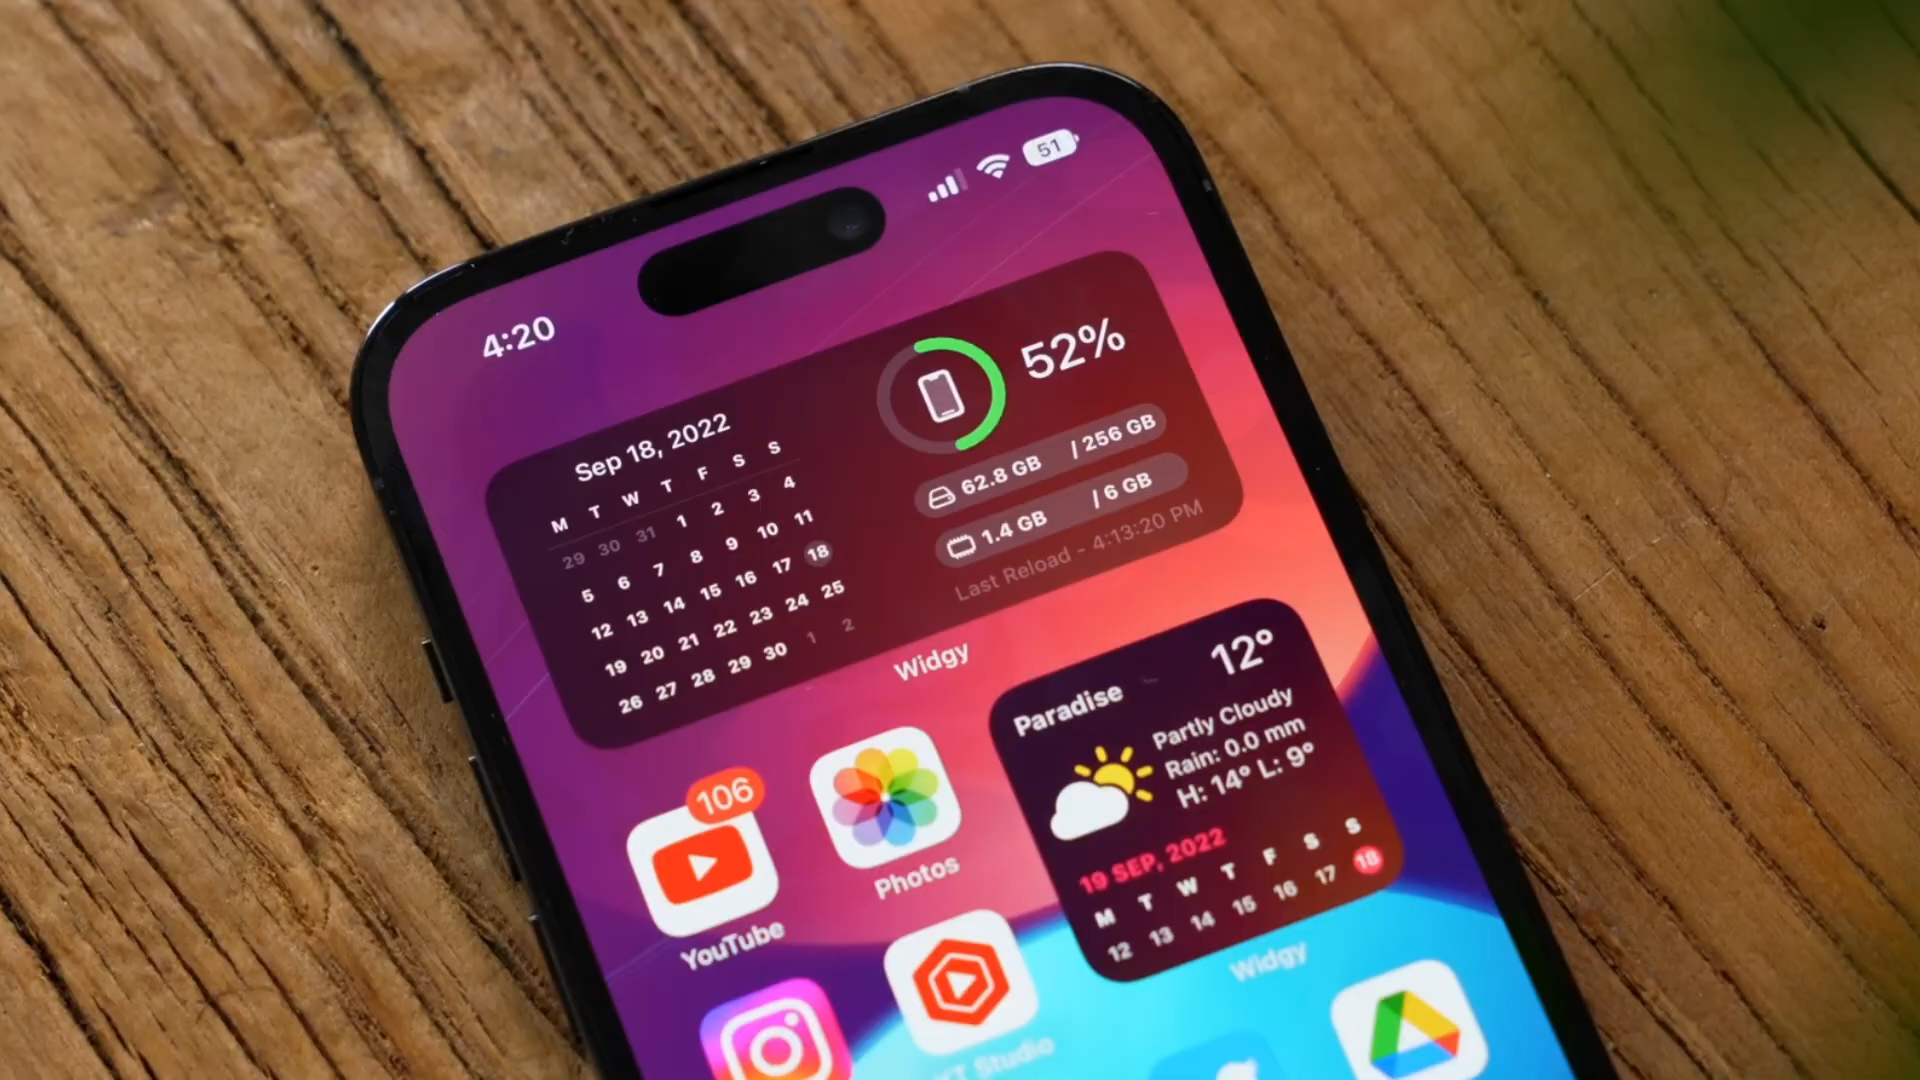 4:20
51
Sep 18, 2022
M T W T F S S
29 30 31 1 2 3 4
5 6 7 8 9 10 11
12 13 14 15 16 17 18
19 20 21 22 23 24 25
26 27 28 29 30 1 2
52%
62.8 GB / 256 GB
1.4 GB / 6 GB
Last Reload - 4:13:20 PM
Widgy
106
YouTube
Photos
Paradise
12°
Partly Cloudy
Rain: 0.0 mm
H: 14° L: 9°
19 SEP, 2022
M T W T F S S
12 13 14 15 16 17 18
Widgy
YT Studio